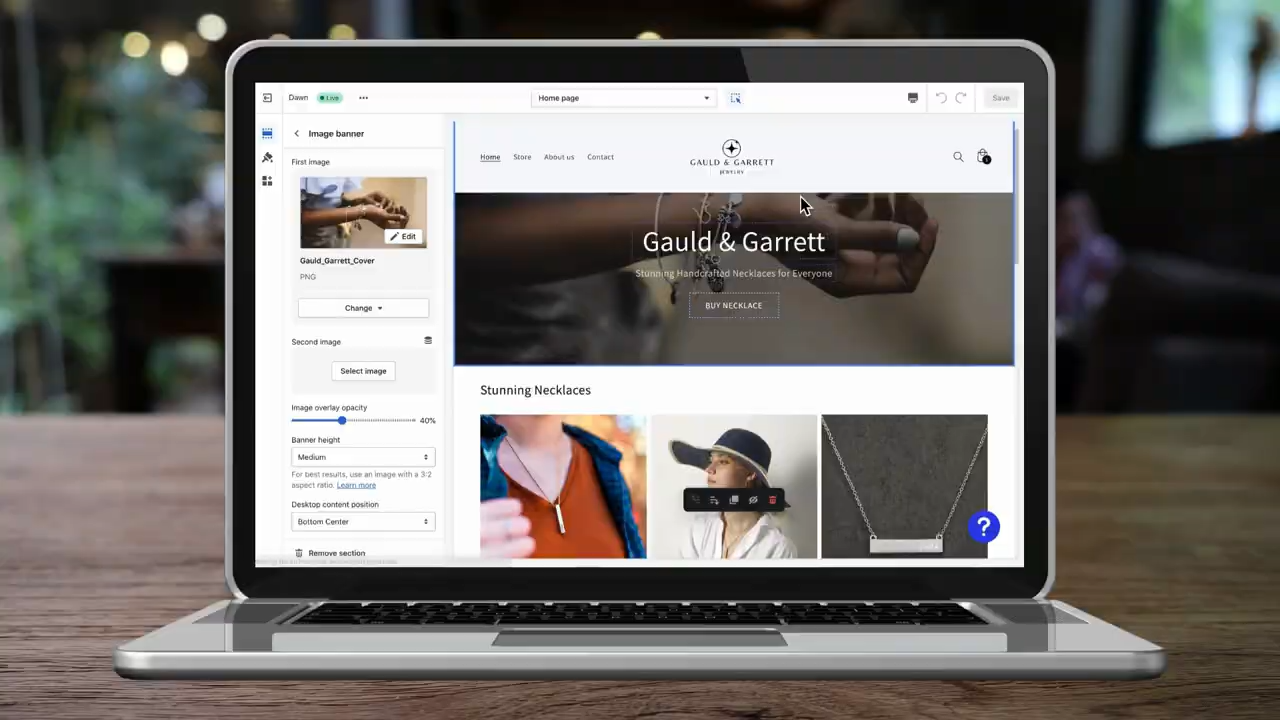 Dawn
Live
Home page
Save
Image banner
First image
Edit
Gauld_Garrett_Cover
PNG
Change
Second image
Select image
Image overlay opacity
40%
Banner height
Medium
For best results, use an image with a 3:2
aspect ratio. Learn more
Desktop content position
Bottom Center
Remove section
Home
Store
About us
Contact
GAULD & GARRETT
JEWELRY
1
Gauld & Garrett
Stunning Handcrafted Necklaces for Everyone
BUY NECKLACE
Stunning Necklaces
?